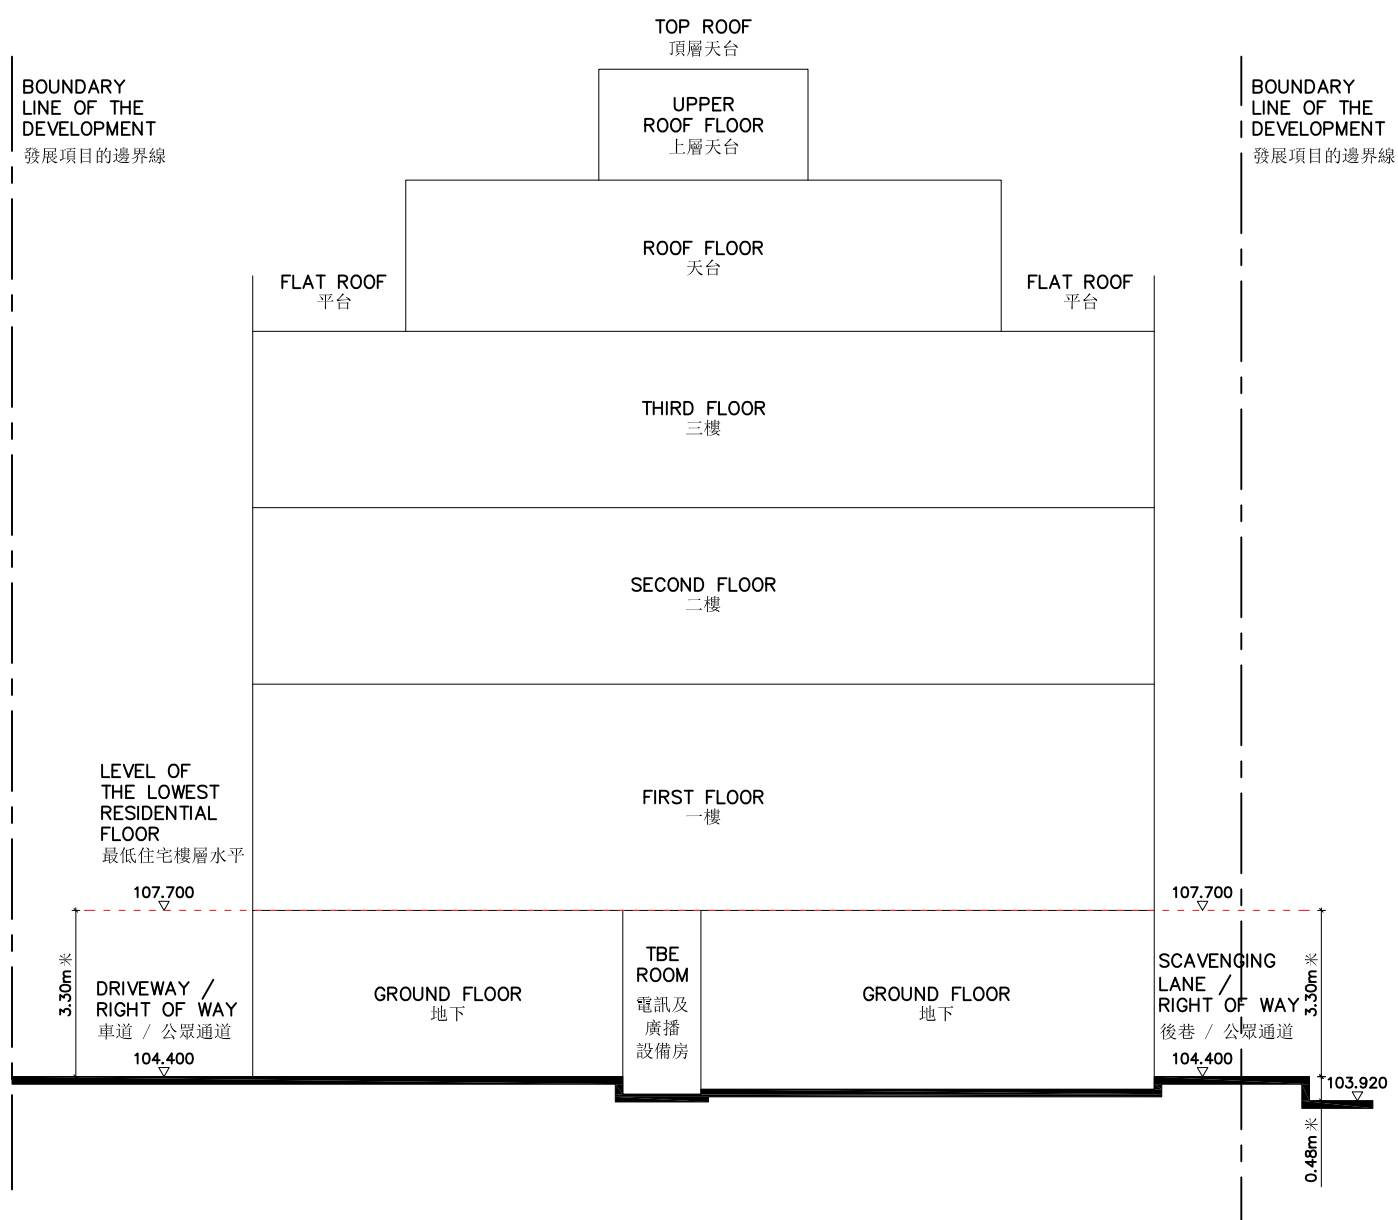 TOP ROOF
頂層天台
BOUNDARY
LINE OF THE
DEVELOPMENT
發展項目的邊界線
UPPER
ROOF FLOOR
上層天台
BOUNDARY
LINE OF THE
DEVELOPMENT
發展項目的邊界線
ROOF FLOOR
天台
FLAT ROOF
平台
FLAT ROOF
平台
THIRD FLOOR
三樓
SECOND FLOOR
二樓
FIRST FLOOR
一樓
LEVEL OF
THE LOWEST
RESIDENTIAL
FLOOR
最低住宅樓層水平
107.700
107.700
3.30m 米
DRIVEWAY /
RIGHT OF WAY
車道 / 公眾通道
104.400
GROUND FLOOR
地下
TBE
ROOM
電訊及
廣播
設備房
GROUND FLOOR
地下
SCAVENGING
LANE /
RIGHT OF WAY
後巷 / 公眾通道
104.400
3.30m 米
103.920
0.48m 米